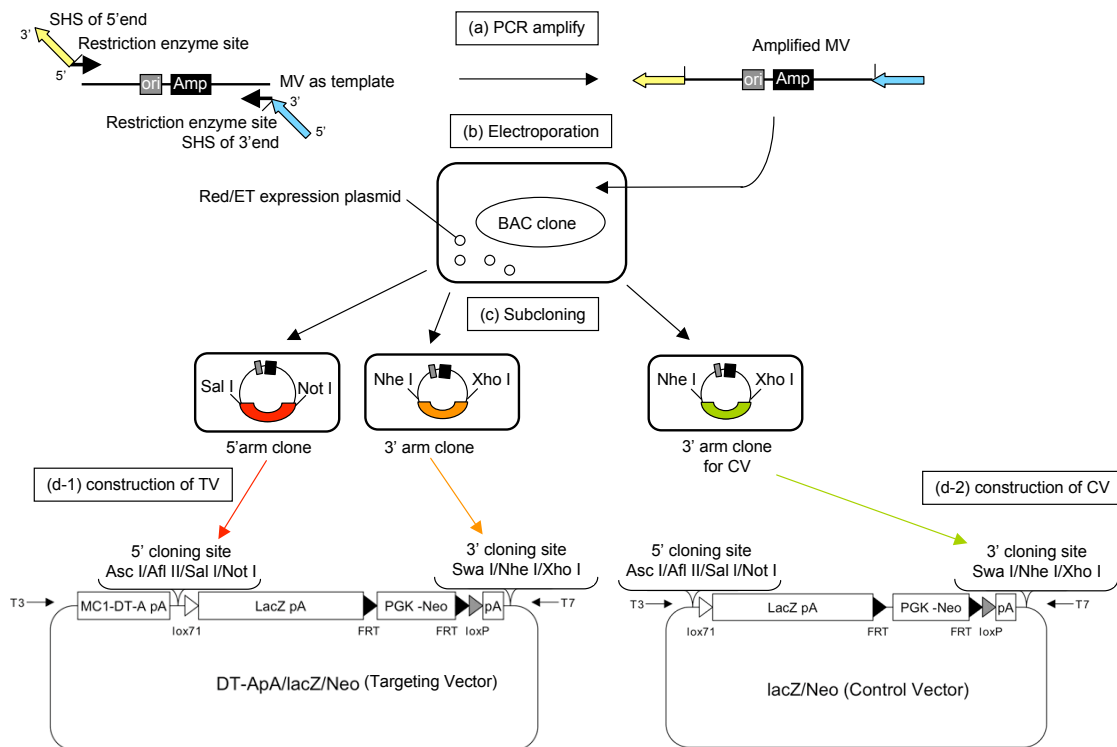 SHS of 5'end
3'
Restriction enzyme site
5'
ori
Amp
MV as template
3'
Restriction enzyme site
5'
SHS of 3'end
(a) PCR amplify
Amplified MV
ori
Amp
(b) Electroporation
Red/ET expression plasmid
BAC clone
(c) Subcloning
Sal I
Not I
5'arm clone
Nhe I
Xho I
3' arm clone
Nhe I
Xho I
3' arm clone
for CV
(d-1) construction of TV
(d-2) construction of CV
5' cloning site
Asc I/Afl II/Sal I/Not I
3' cloning site
Swa I/Nhe I/Xho I
T3
MC1-DT-A pA
LacZ pA
PGK -Neo
pA
T7
lox71
FRT
FRT
loxP
DT-ApA/lacZ/Neo (Targeting Vector)
5' cloning site
Asc I/Afl II/Sal I/Not I
3' cloning site
Swa I/Nhe I/Xho I
T3
LacZ pA
PGK -Neo
pA
T7
lox71
FRT
FRT
loxP
lacZ/Neo (Control Vector)